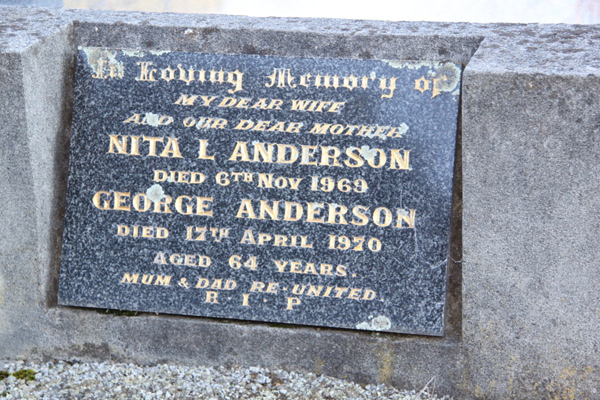 In Loving Memory of
MY DEAR WIFE
AND OUR DEAR MOTHER
NITA L ANDERSON
DIED 6TH NOV 1969
GEORGE ANDERSON
DIED 17TH APRIL 1970
AGED 64 YEARS.
MUM & DAD RE-UNITED.
R · I · P